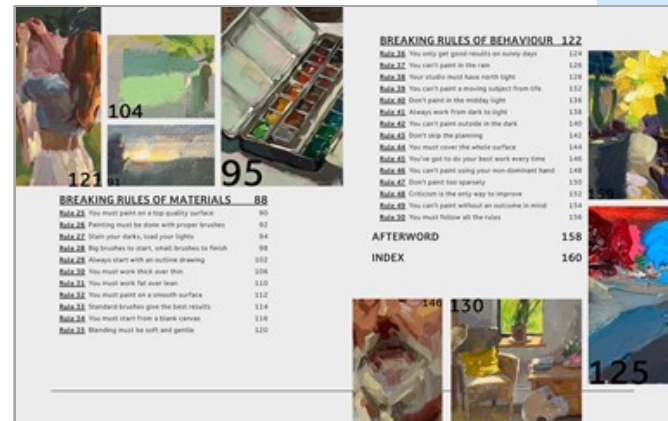 104
121
91
95
BREAKING RULES OF MATERIALS 88
Rule 25 You must paint on a top quality surface 90
Rule 26 Painting must be done with proper brushes 92
Rule 27 Stain your darks, load your lights 94
Rule 28 Big brushes to start, small brushes to finish 98
Rule 29 Always start with an outline drawing 102
Rule 30 You must work thick over thin 106
Rule 31 You must work fat over lean 110
Rule 32 You must paint on a smooth surface 112
Rule 33 Standard brushes give the best results 114
Rule 34 You must start from a blank canvas 118
Rule 35 Blending must be soft and gentle 120
BREAKING RULES OF BEHAVIOUR 122
Rule 36 You only get good results on sunny days 124
Rule 37 You can't paint in the rain 126
Rule 38 Your studio must have north light 128
Rule 39 You can't paint a moving subject from life 132
Rule 40 Don't paint in the midday light 136
Rule 41 Always work from dark to light 138
Rule 42 You can't paint outside in the dark 140
Rule 43 Don't skip the planning 142
Rule 44 You must cover the whole surface 144
Rule 45 You've got to do your best work every time 146
Rule 46 You can't paint using your non-dominant hand 148
Rule 47 Don't paint too sparsely 150
Rule 48 Criticism is the only way to improve 152
Rule 49 You can't paint without an outcome in mind 154
Rule 50 You must follow all the rules 156
AFTERWORD 158
INDEX 160
159
146
130
125